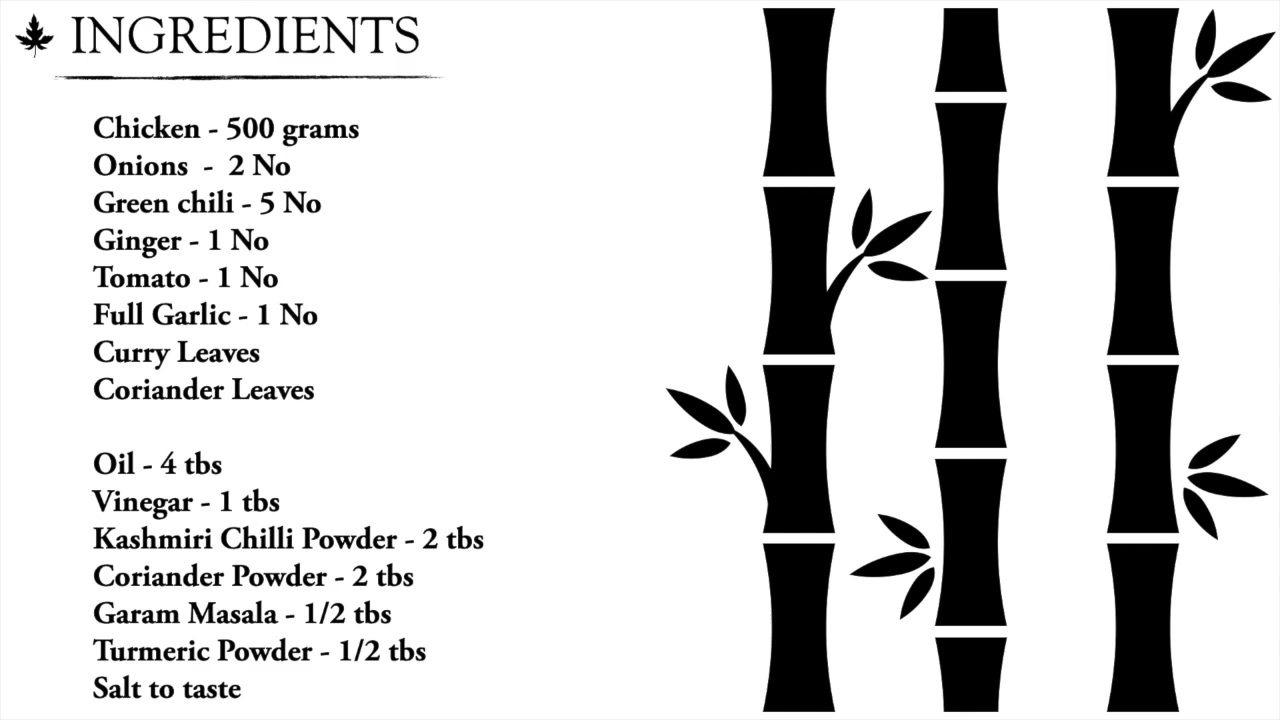 INGREDIENTS
Chicken - 500 grams
Onions - 2 No
Green chili - 5 No
Ginger - 1 No
Tomato - 1 No
Full Garlic - 1 No
Curry Leaves
Coriander Leaves
Oil - 4 tbs
Vinegar - 1 tbs
Kashmiri Chilli Powder - 2 tbs
Coriander Powder - 2 tbs
Garam Masala - 1/2 tbs
Turmeric Powder - 1/2 tbs
Salt to taste